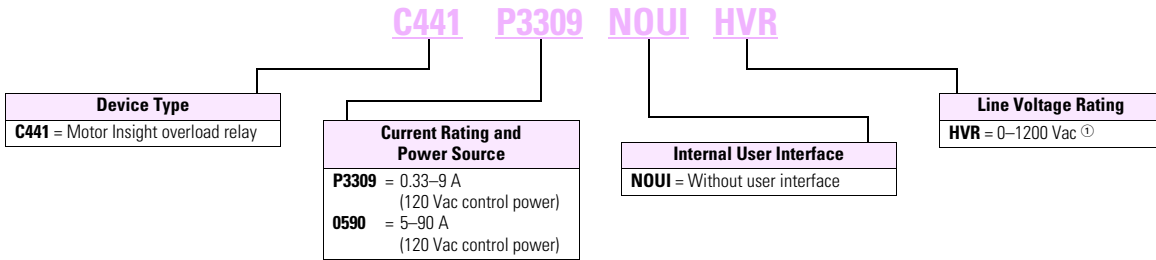 C441 P3309 NOUI HVR
Device Type
C441 = Motor Insight overload relay
Current Rating and
Power Source
P3309 = 0.33–9 A
(120 Vac control power)
0590 = 5–90 A
(120 Vac control power)
Internal User Interface
NOUI = Without user interface
Line Voltage Rating
HVR = 0–1200 Vac ①